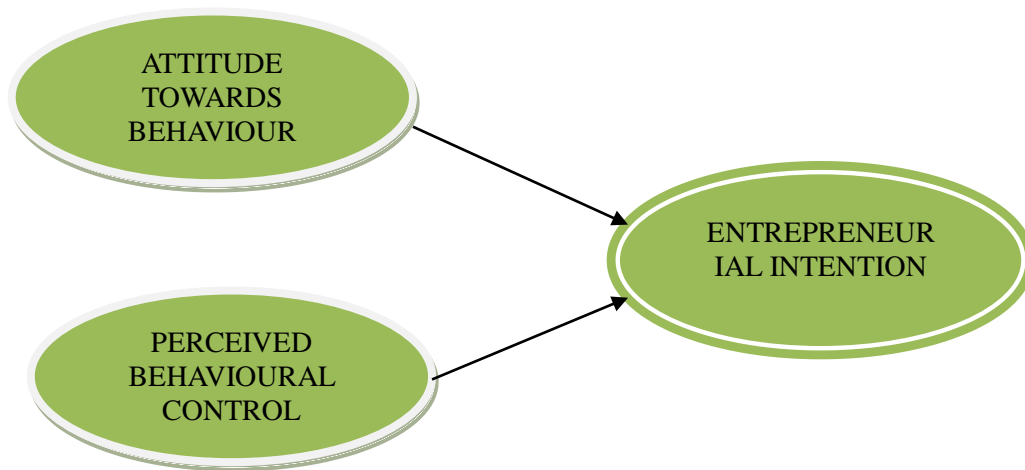 ATTITUDE
TOWARDS
BEHAVIOUR
ENTREPRENEUR
IAL INTENTION
PERCEIVED
BEHAVIOURAL
CONTROL